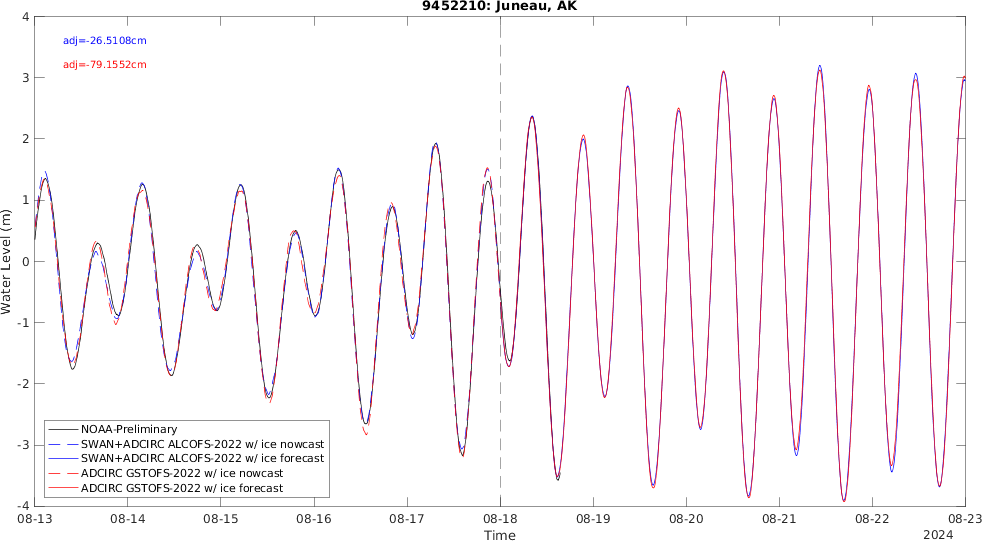 9452210: Juneau, AK
adj=-26.5108cm
adj=-79.1552cm
Water Level (m)
4
3
2
1
0
-1
-2
-3
-4
NOAA-Preliminary
SWAN+ADCIRC ALCOFS-2022 w/ ice nowcast
SWAN+ADCIRC ALCOFS-2022 w/ ice forecast
ADCIRC GSTOFS-2022 w/ ice nowcast
ADCIRC GSTOFS-2022 w/ ice forecast
08-13 08-14 08-15 08-16 08-17 08-18 08-19 08-20 08-21 08-22 08-23
Time
2024